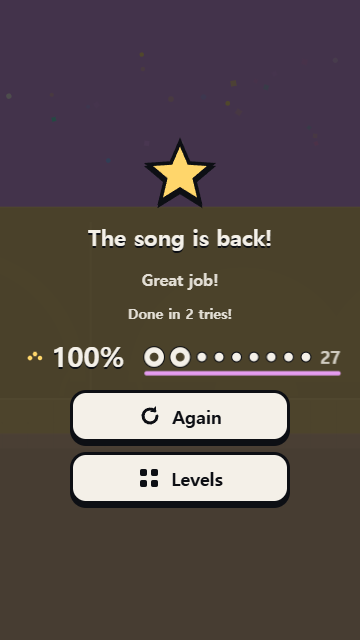 The song is back!
Great job!
Done in 2 tries!
100% 27
Again
Levels